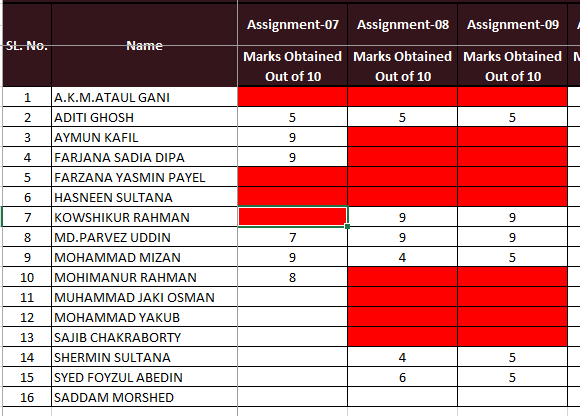 Assignment-07 Assignment-08 Assignment-09
SL. No. Name Marks Obtained Out of 10 Marks Obtained Out of 10 Marks Obtained Out of 10
1 A.K.M.ATAUL GANI
2 ADITI GHOSH 5 5 5
3 AYMUN KAFIL 9
4 FARJANA SADIA DIPA 9
5 FARZANA YASMIN PAYEL
6 HASNEEN SULTANA
7 KOWSHIKUR RAHMAN 9 9
8 MD.PARVEZ UDDIN 7 9 9
9 MOHAMMAD MIZAN 9 4 5
10 MOHIMANUR RAHMAN 8
11 MUHAMMAD JAKI OSMAN
12 MOHAMMAD YAKUB
13 SAJIB CHAKRABORTY
14 SHERMIN SULTANA 4 5
15 SYED FOYZUL ABEDIN 6 5
16 SADDAM MORSHED